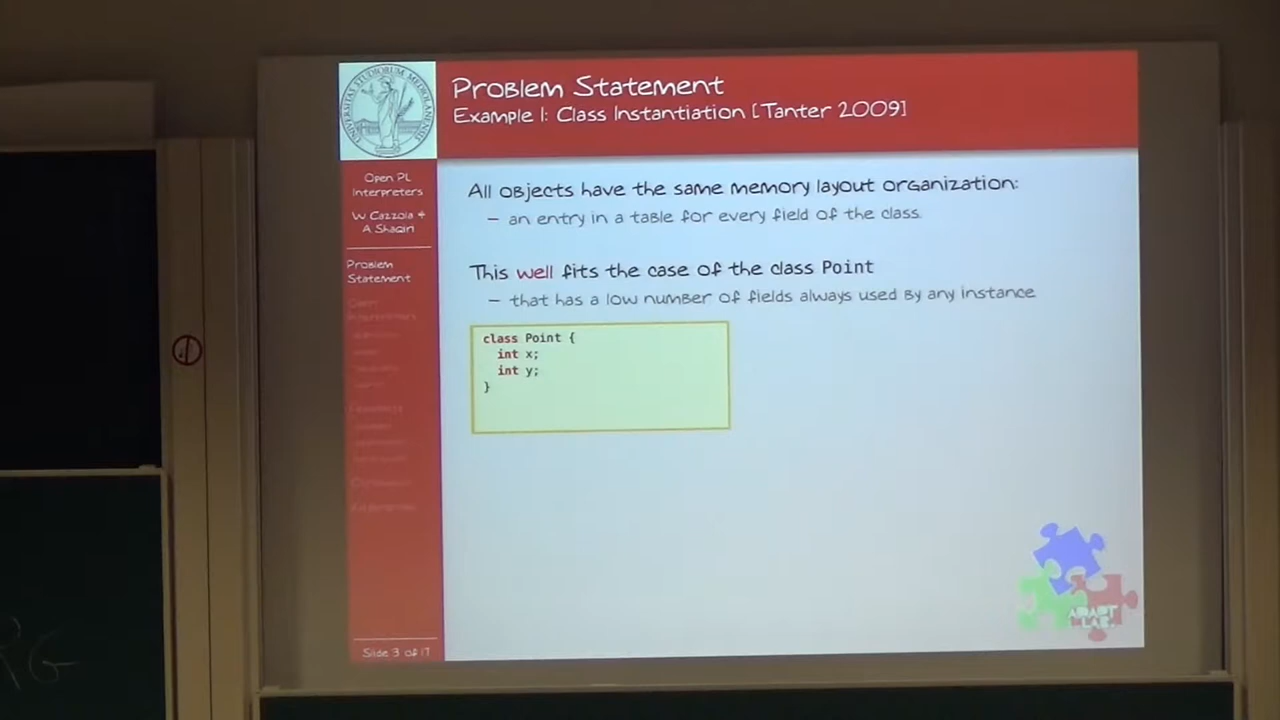 Problem Statement
Example 1: Class Instantiation [Tanter 2009]
Open PL
Interpreters
W Cazzola &
A Shaqiri
Problem
Statement
All objects have the same memory layout organization:
– an entry in a table for every field of the class.
This well fits the case of the class Point
– that has a low number of fields always used by any instance
class Point {
int x;
int y;
}
ADAPT
LAB.
Slide 3 of 17